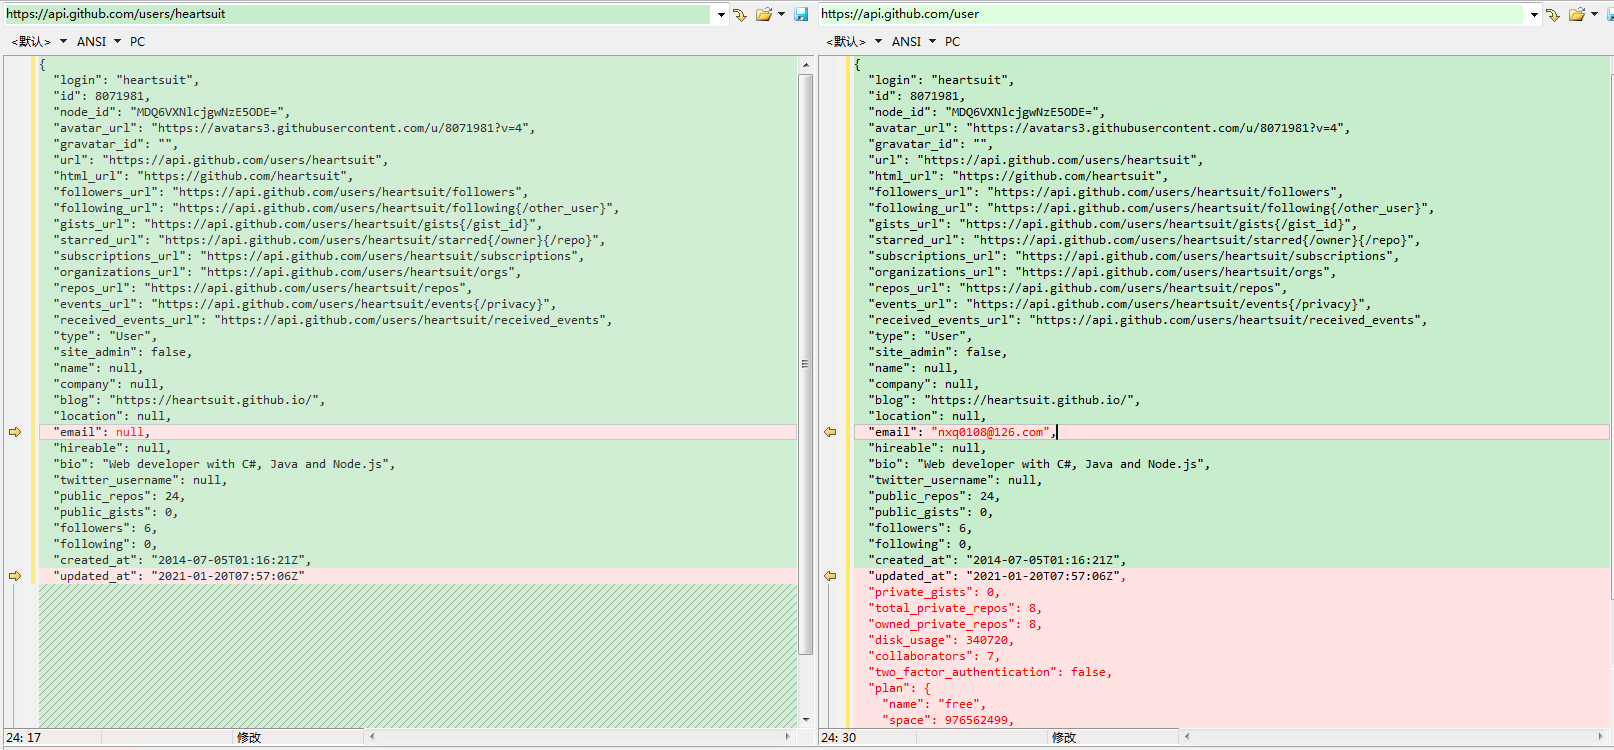 https://api.github.com/users/heartsuit
<默认> ANSI PC
{
"login": "heartsuit",
"id": 8071981,
"node_id": "MDQ6VXNlcjgwNzE5ODE=",
"avatar_url": "https://avatars3.githubusercontent.com/u/8071981?v=4",
"gravatar_id": "",
"url": "https://api.github.com/users/heartsuit",
"html_url": "https://github.com/heartsuit",
"followers_url": "https://api.github.com/users/heartsuit/followers",
"following_url": "https://api.github.com/users/heartsuit/following{/other_user}",
"gists_url": "https://api.github.com/users/heartsuit/gists{/gist_id}",
"starred_url": "https://api.github.com/users/heartsuit/starred{/owner}{/repo}",
"subscriptions_url": "https://api.github.com/users/heartsuit/subscriptions",
"organizations_url": "https://api.github.com/users/heartsuit/orgs",
"repos_url": "https://api.github.com/users/heartsuit/repos",
"events_url": "https://api.github.com/users/heartsuit/events{/privacy}",
"received_events_url": "https://api.github.com/users/heartsuit/received_events",
"type": "User",
"site_admin": false,
"name": null,
"company": null,
"blog": "https://heartsuit.github.io/",
"location": null,
"email": null,
"hireable": null,
"bio": "Web developer with C#, Java and Node.js",
"twitter_username": null,
"public_repos": 24,
"public_gists": 0,
"followers": 6,
"following": 0,
"created_at": "2014-07-05T01:16:21Z",
"updated_at": "2021-01-20T07:57:06Z"
24: 17 修改
https://api.github.com/user
<默认> ANSI PC
{
"login": "heartsuit",
"id": 8071981,
"node_id": "MDQ6VXNlcjgwNzE5ODE=",
"avatar_url": "https://avatars3.githubusercontent.com/u/8071981?v=4",
"gravatar_id": "",
"url": "https://api.github.com/users/heartsuit",
"html_url": "https://github.com/heartsuit",
"followers_url": "https://api.github.com/users/heartsuit/followers",
"following_url": "https://api.github.com/users/heartsuit/following{/other_user}",
"gists_url": "https://api.github.com/users/heartsuit/gists{/gist_id}",
"starred_url": "https://api.github.com/users/heartsuit/starred{/owner}{/repo}",
"subscriptions_url": "https://api.github.com/users/heartsuit/subscriptions",
"organizations_url": "https://api.github.com/users/heartsuit/orgs",
"repos_url": "https://api.github.com/users/heartsuit/repos",
"events_url": "https://api.github.com/users/heartsuit/events{/privacy}",
"received_events_url": "https://api.github.com/users/heartsuit/received_events",
"type": "User",
"site_admin": false,
"name": null,
"company": null,
"blog": "https://heartsuit.github.io/",
"location": null,
"email": "nxq0108@126.com",
"hireable": null,
"bio": "Web developer with C#, Java and Node.js",
"twitter_username": null,
"public_repos": 24,
"public_gists": 0,
"followers": 6,
"following": 0,
"created_at": "2014-07-05T01:16:21Z",
"updated_at": "2021-01-20T07:57:06Z",
"private_gists": 0,
"total_private_repos": 8,
"owned_private_repos": 8,
"disk_usage": 340720,
"collaborators": 7,
"two_factor_authentication": false,
"plan": {
"name": "free",
"space": 976562499,
24: 30 修改